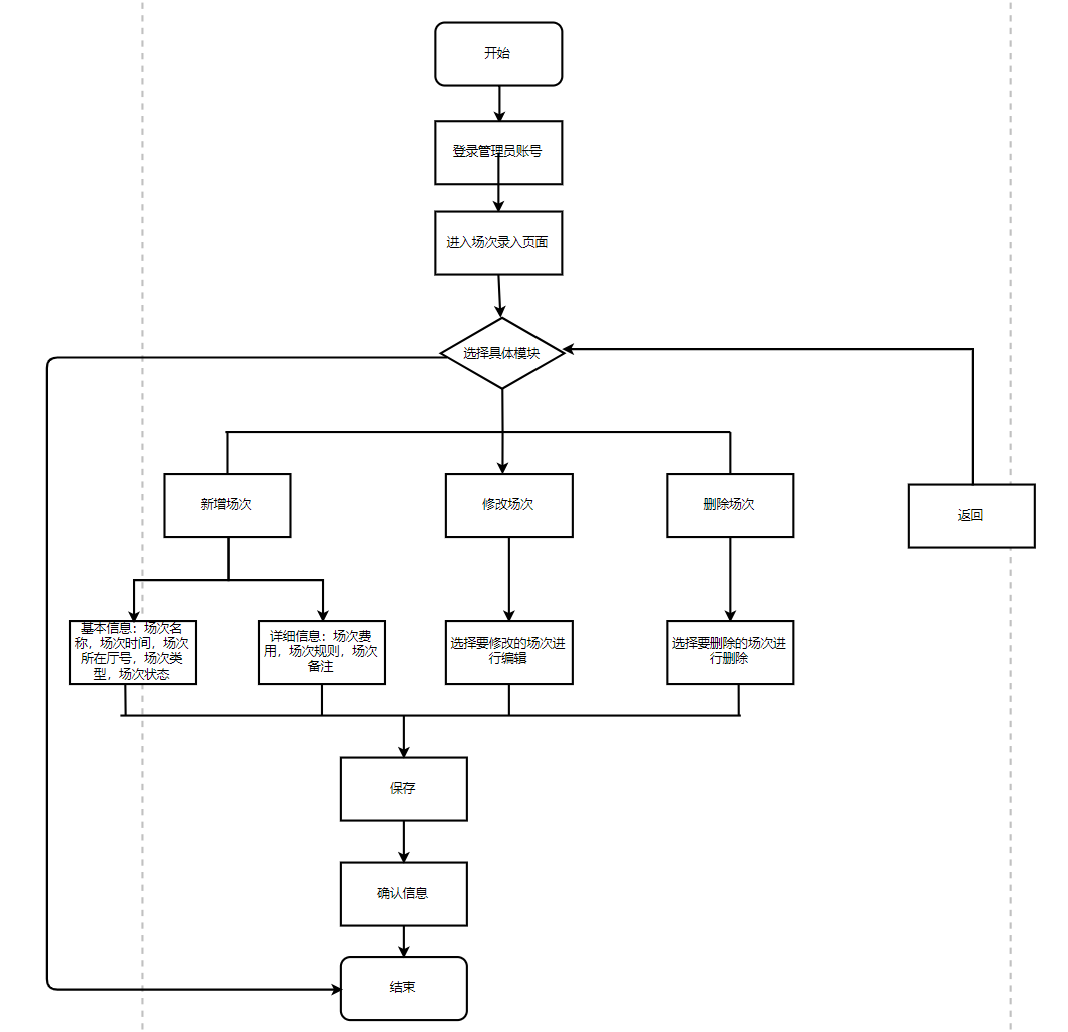 开始
登录管理员账号
进入场次录入页面
选择具体模块
新增场次
修改场次
删除场次
返回
基本信息：场次名
称，场次时间，场次
所在厅号，场次类
型，场次状态
详细信息：场次费
用，场次规则，场次
备注
选择要修改的场次进
行编辑
选择要删除的场次进
行删除
保存
确认信息
结束